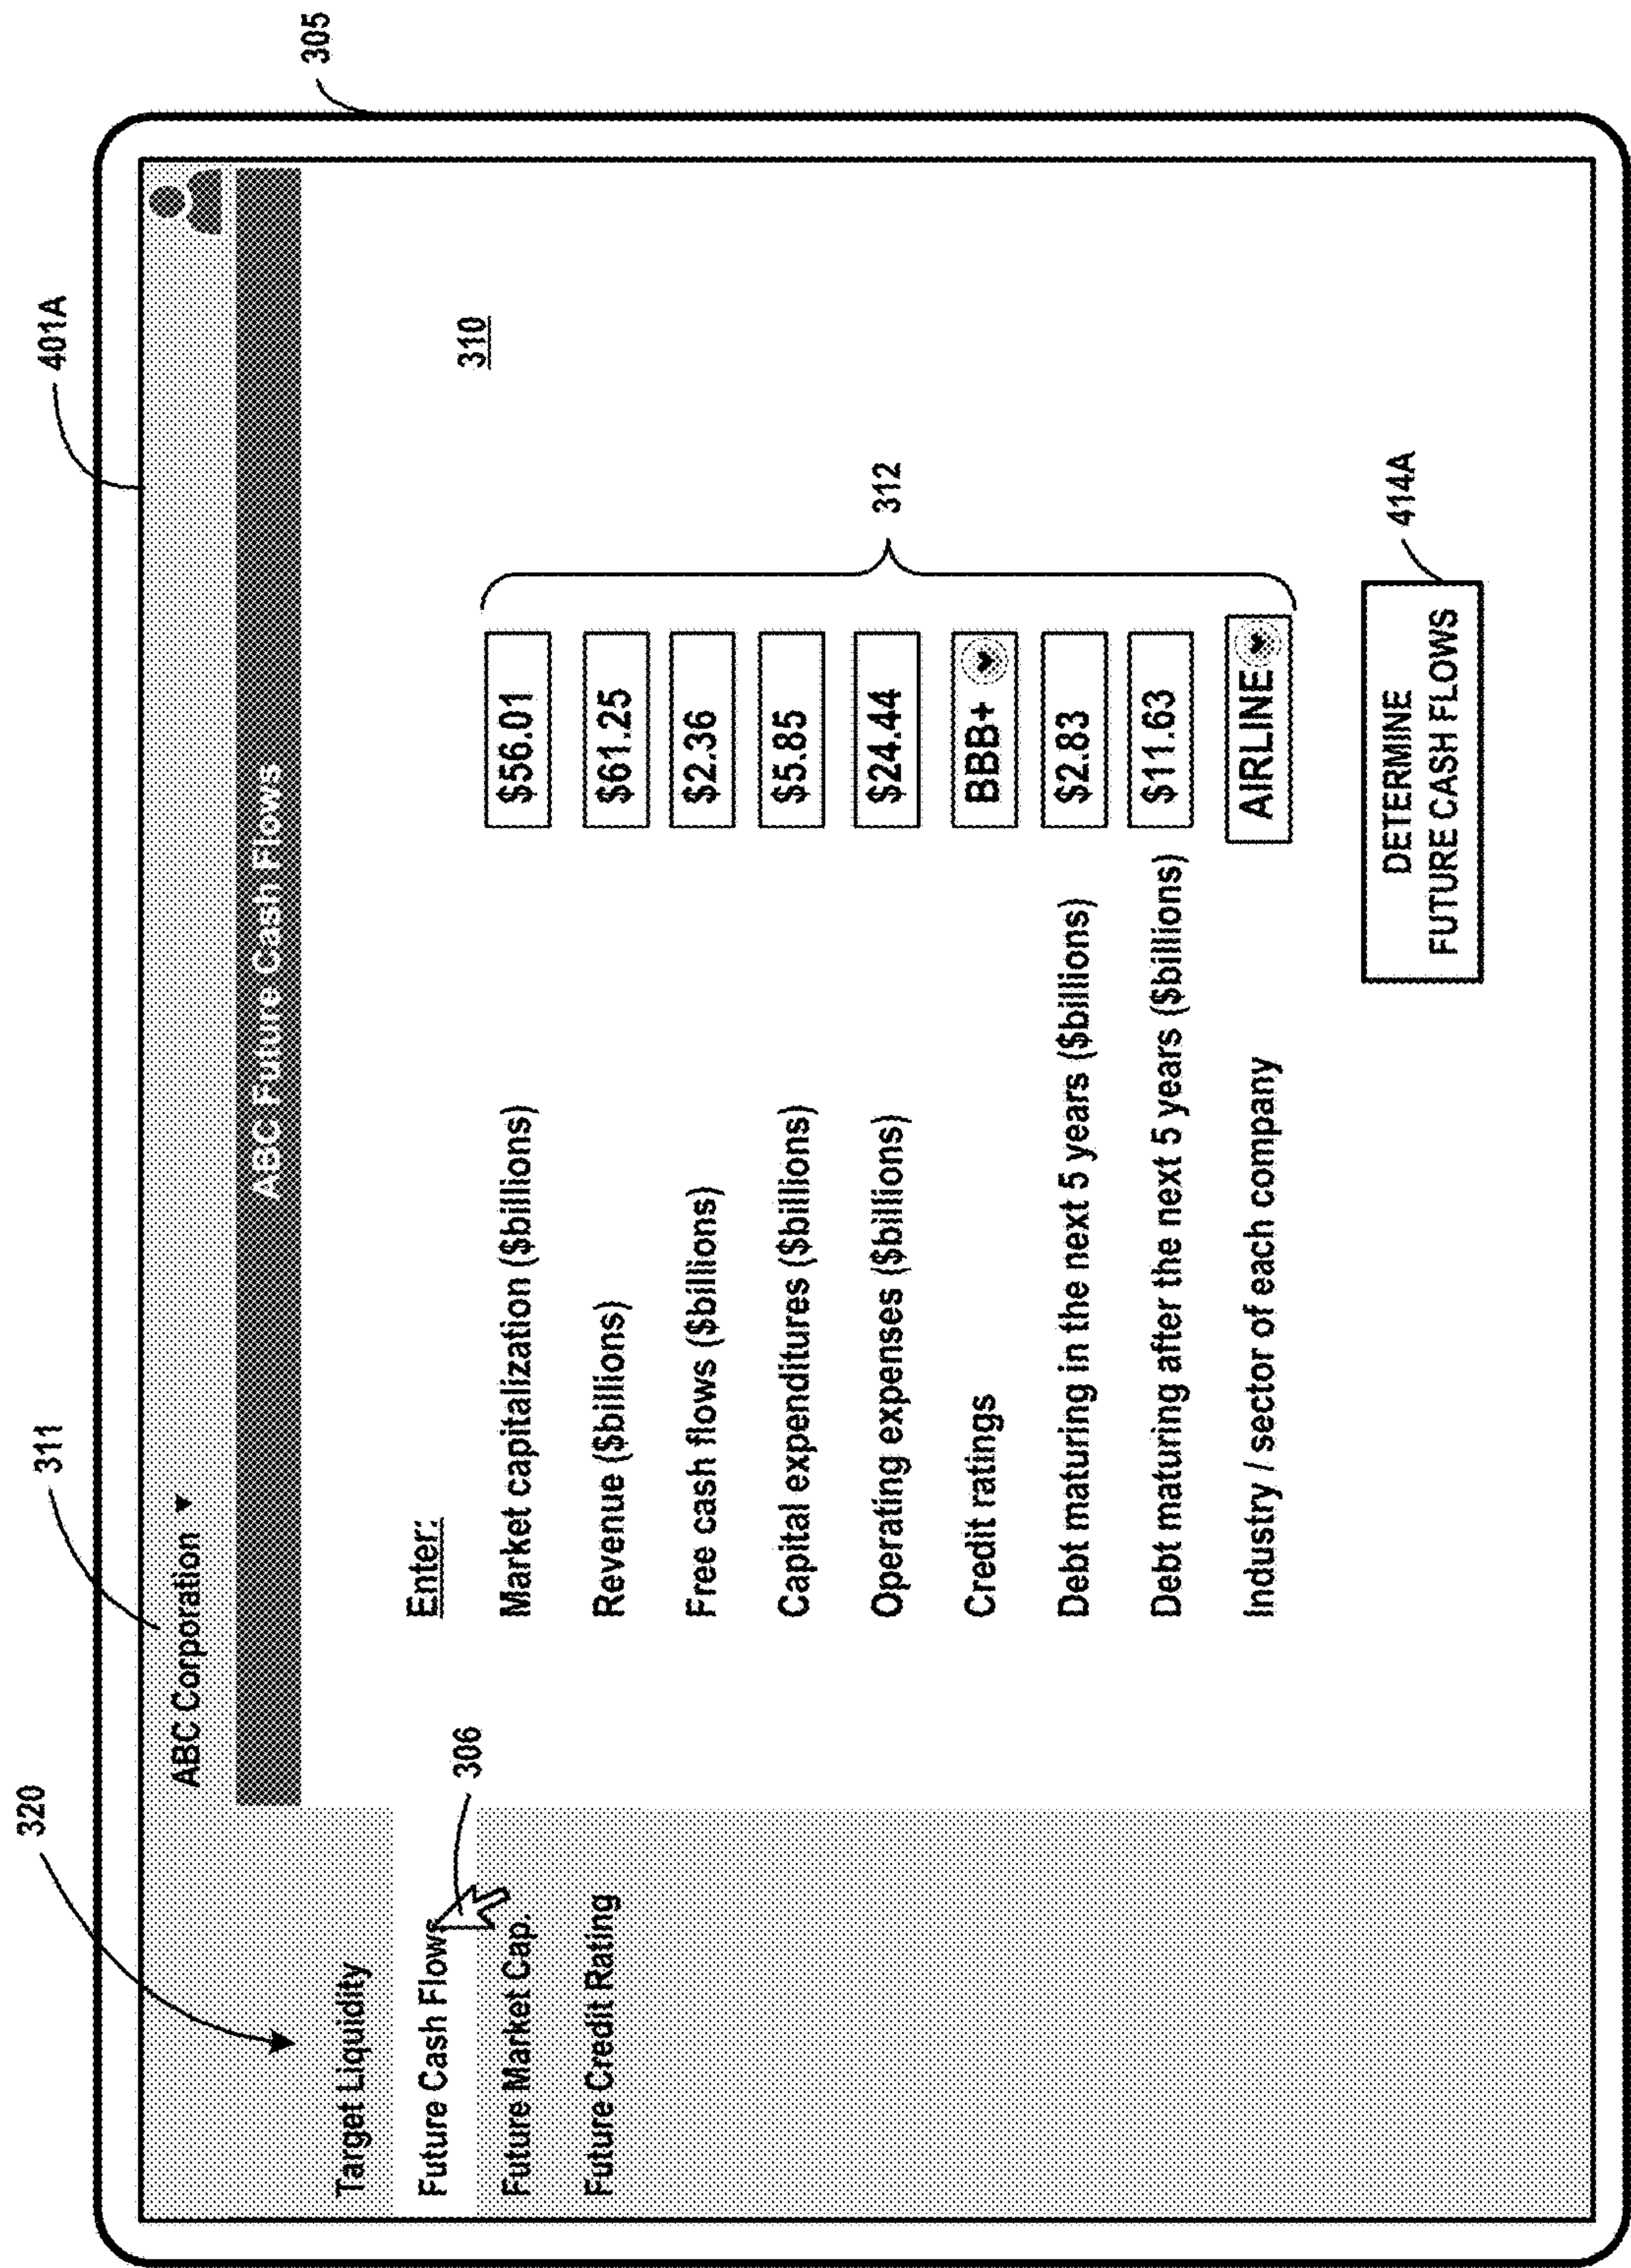 320
311
401A
305
ABC Corporation ▼
ABC Future Cash Flows
Target Liquidity
Future Cash Flows
Future Market Cap.
Future Credit Rating
306
310
Enter:
Market capitalization ($billions) $56.01
Revenue ($billions) $61.25
Free cash flows ($billions) $2.36
Capital expenditures ($billions) $5.85
Operating expenses ($billions) $24.44
Credit ratings BBB+
Debt maturing in the next 5 years ($billions) $2.83
Debt maturing after the next 5 years ($billions) $11.63
Industry / sector of each company AIRLINE
312
DETERMINE
FUTURE CASH FLOWS
414A